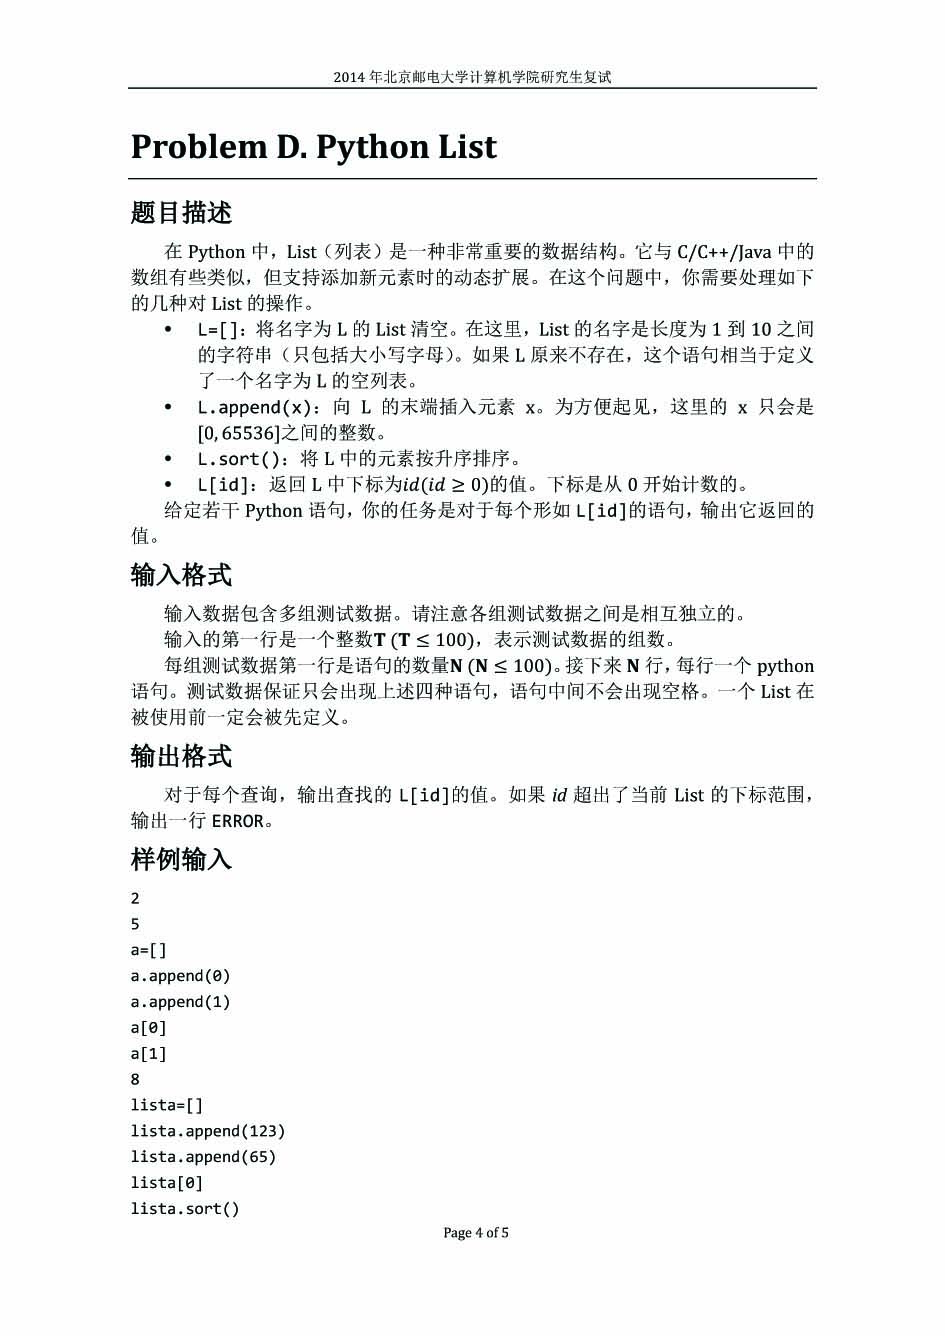 2014 年北京邮电大学计算机学院研究生复试
Problem D. Python List
题目描述
在 Python 中，List（列表）是一种非常重要的数据结构。它与 C/C++/Java 中的
数组有些类似，但支持添加新元素时的动态扩展。在这个问题中，你需要处理如下
的几种对 List 的操作。
• L=[]：将名字为 L 的 List 清空。在这里，List 的名字是长度为 1 到 10 之间
的字符串（只包括大小写字母）。如果 L 原来不存在，这个语句相当于定义
了一个名字为 L 的空列表。
• L.append(x)：向 L 的末端插入元素 x。为方便起见，这里的 x 只会是
[0, 65536]之间的整数。
• L.sort()：将 L 中的元素按升序排序。
• L[id]：返回 L 中下标为id(id ≥ 0)的值。下标是从 0 开始计数的。
给定若干 Python 语句，你的任务是对于每个形如 L[id]的语句，输出它返回的
值。
输入格式
输入数据包含多组测试数据。请注意各组测试数据之间是相互独立的。
输入的第一行是一个整数T (T ≤ 100)，表示测试数据的组数。
每组测试数据第一行是语句的数量N (N ≤ 100)。接下来 N 行，每行一个 python
语句。测试数据保证只会出现上述四种语句，语句中间不会出现空格。一个 List 在
被使用前一定会被先定义。
输出格式
对于每个查询，输出查找的 L[id]的值。如果 id 超出了当前 List 的下标范围，
输出一行 ERROR。
样例输入
2
5
a=[]
a.append(0)
a.append(1)
a[0]
a[1]
8
lista=[]
lista.append(123)
lista.append(65)
lista[0]
lista.sort()
Page 4 of 5